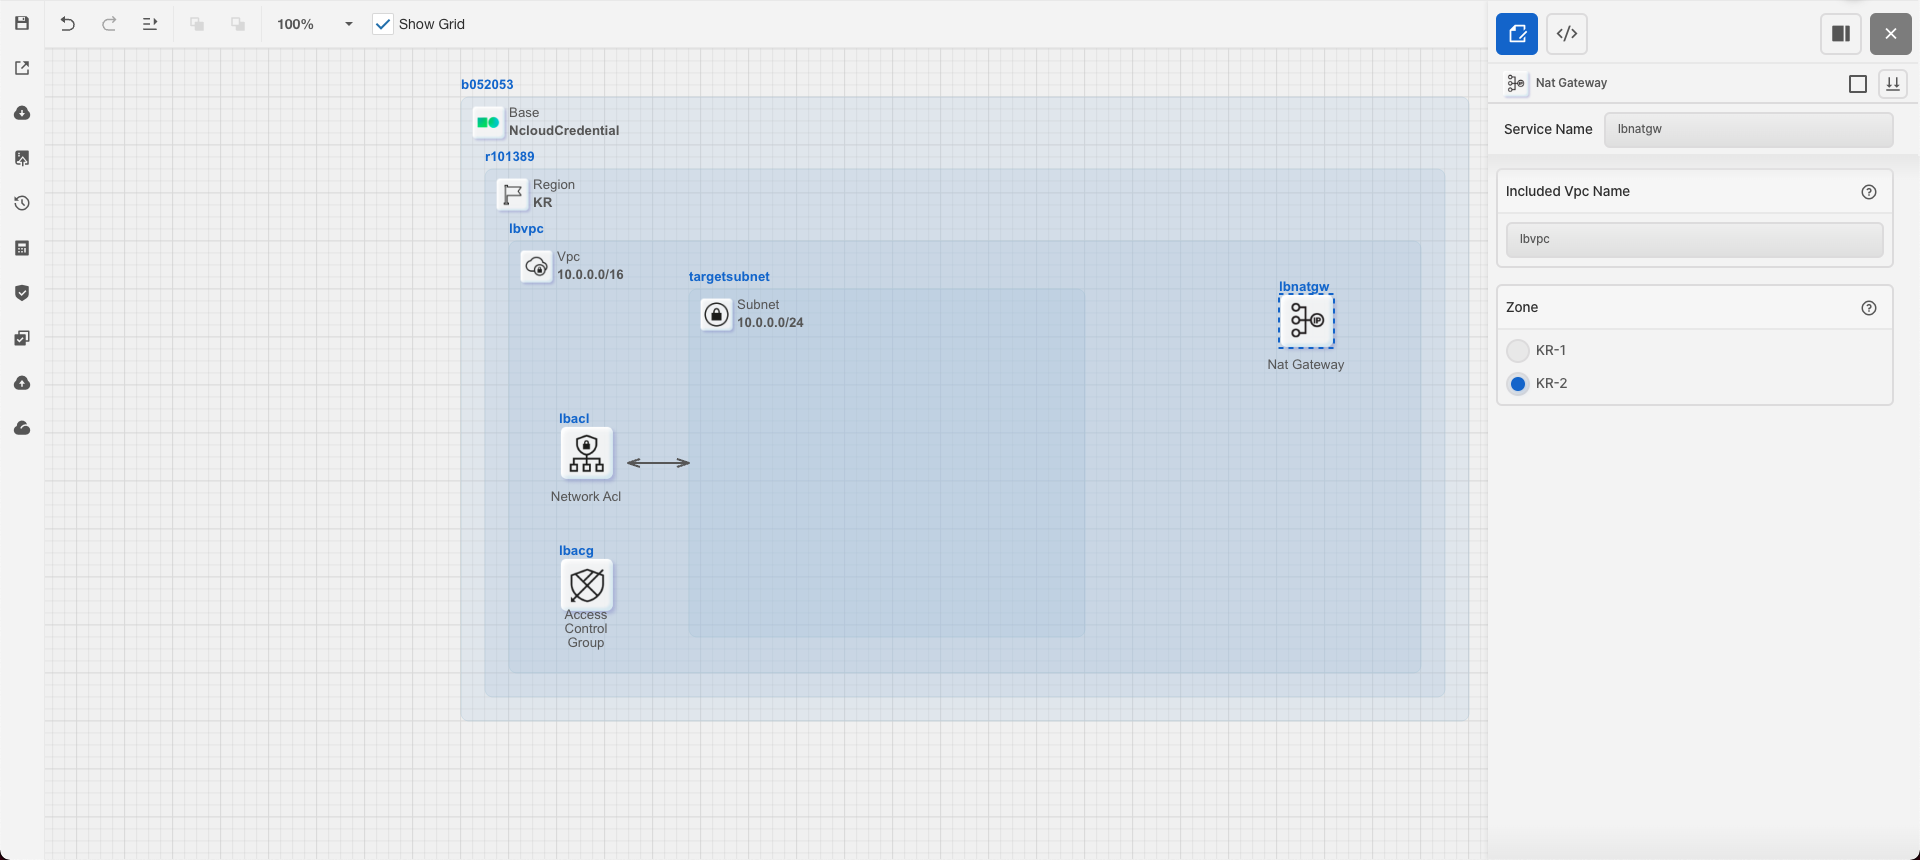 100%
Show Grid
b052053
Base
NcloudCredential
r101389
Region
KR
lbvpc
Vpc
10.0.0.0/16
targetsubnet
Subnet
10.0.0.0/24
lbnatgw
IP
Nat Gateway
lbacl
Network Acl
lbacg
Access
Control
Group
Nat Gateway
Service Name
lbnatgw
Included Vpc Name
lbvpc
Zone
KR-1
KR-2